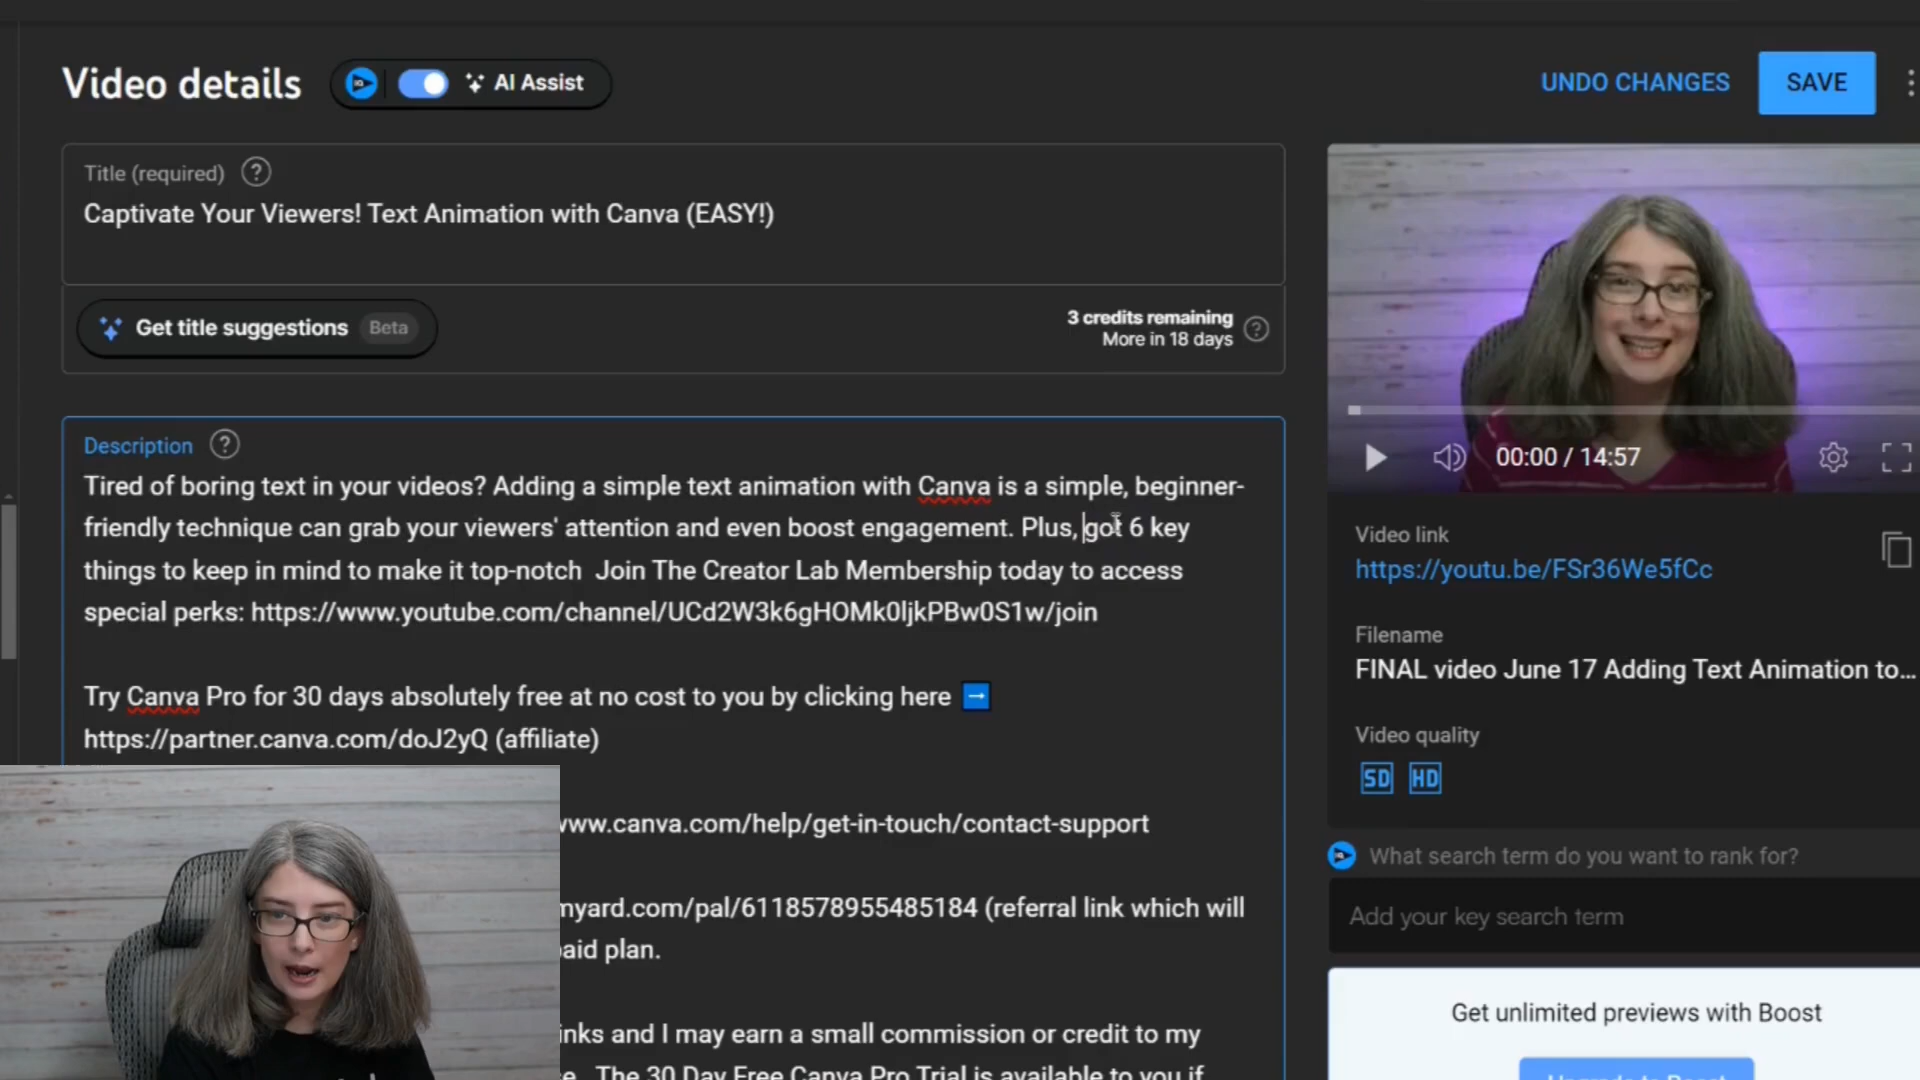 Video details
AI Assist
UNDO CHANGES
SAVE
Title (required)
Captivate Your Viewers! Text Animation with Canva (EASY!)
Get title suggestions Beta
3 credits remaining
More in 18 days
Description
Tired of boring text in your videos? Adding a simple text animation with Canva is a simple, beginner-
friendly technique can grab your viewers' attention and even boost engagement. Plus, got 6 key
things to keep in mind to make it top-notch  Join The Creator Lab Membership today to access
special perks: https://www.youtube.com/channel/UCd2W3k6gHOMk0ljkPBw0S1w/join
Try Canva Pro for 30 days absolutely free at no cost to you by clicking here ➡
https://partner.canva.com/doJ2yQ (affiliate)
www.canva.com/help/get-in-touch/contact-support
myard.com/pal/6118578955485184 (referral link which will
aid plan.
inks and I may earn a small commission or credit to my
The 30 Day Free Canva Pro Trial is available to you if
00:00 / 14:57
Video link
https://youtu.be/FSr36We5fCc
Filename
FINAL video June 17 Adding Text Animation to...
Video quality
SD HD
What search term do you want to rank for?
Add your key search term
Get unlimited previews with Boost